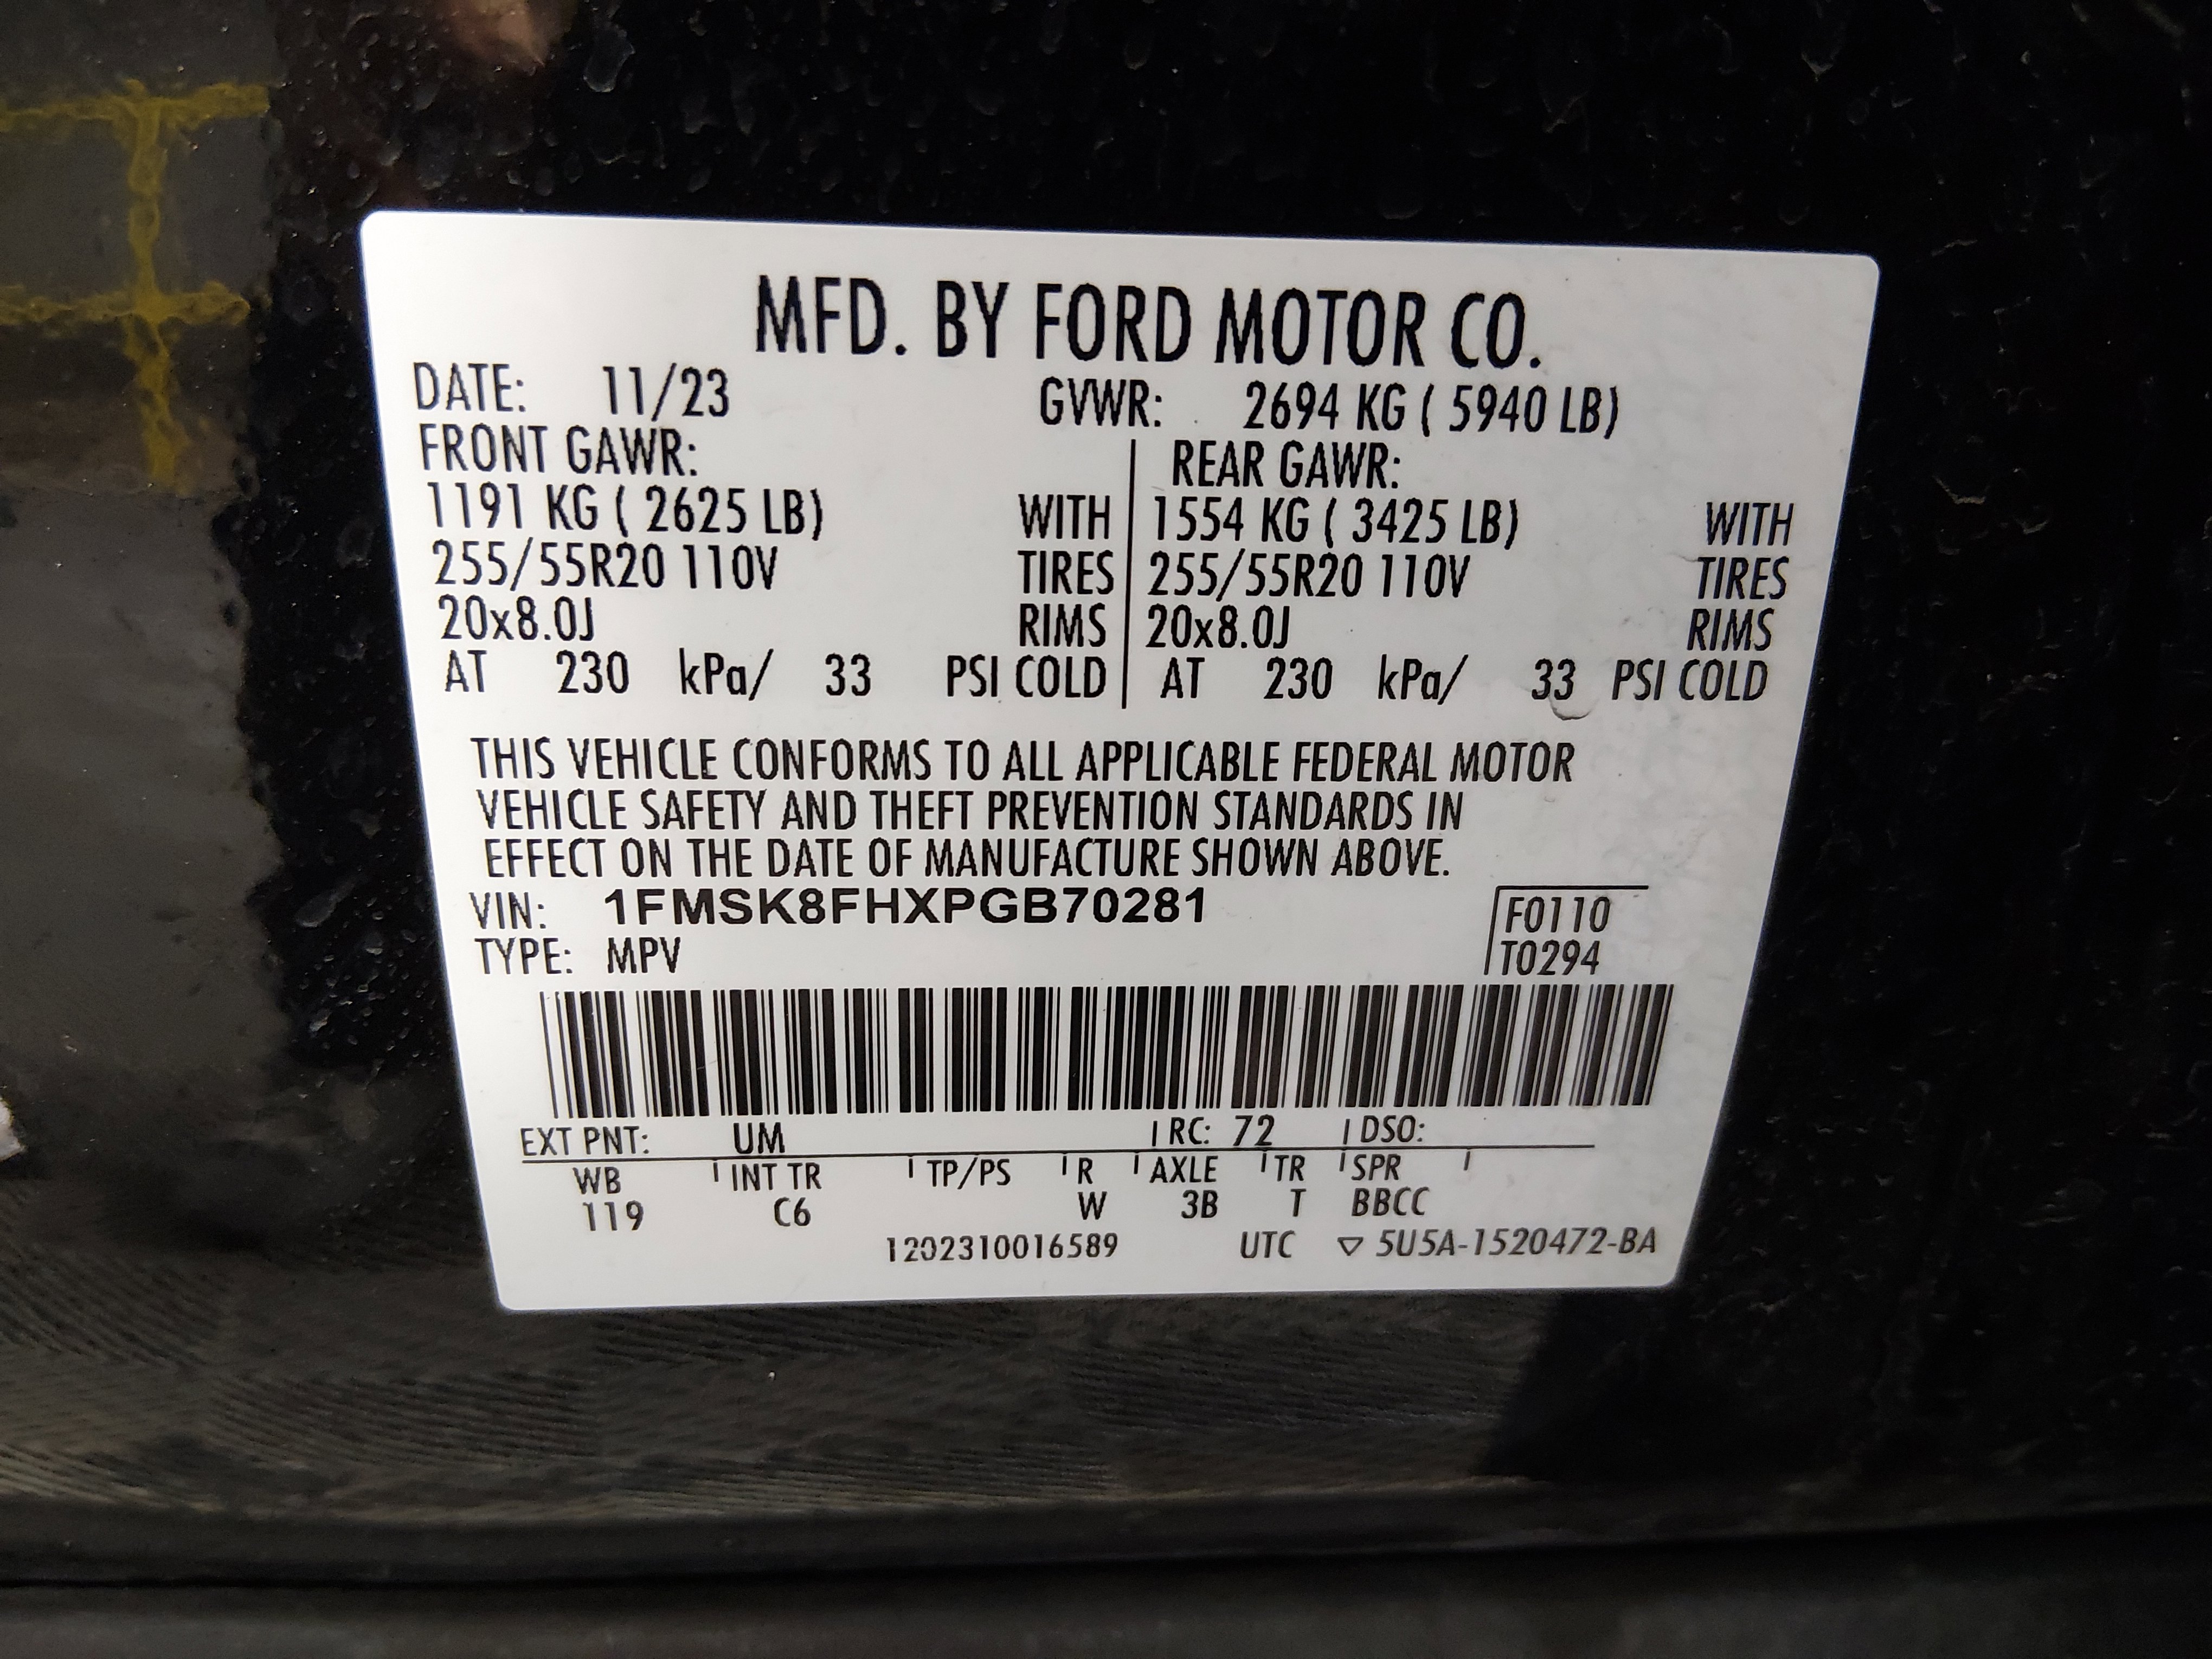 MFD. BY FORD MOTOR CO.
DATE: 11/23 GVWR: 2694 KG ( 5940 LB)
FRONT GAWR: REAR GAWR:
1191 KG ( 2625 LB) WITH 1554 KG ( 3425 LB) WITH
255/55R20 110V TIRES 255/55R20 110V TIRES
20x8.0J RIMS 20x8.0J RIMS
AT 230 kPa/ 33 PSI COLD AT 230 kPa/ 33 PSI COLD
THIS VEHICLE CONFORMS TO ALL APPLICABLE FEDERAL MOTOR
VEHICLE SAFETY AND THEFT PREVENTION STANDARDS IN
EFFECT ON THE DATE OF MANUFACTURE SHOWN ABOVE.
VIN: 1FMSK8FHXPGB70281 F0110
TYPE: MPV T0294
EXT PNT: UM RC: 72 DSO:
WB INT TR TP/PS R AXLE TR SPR
119 C6 W 3B T BBCC
1202310016589 UTC ▽ 5U5A-1520472-BA